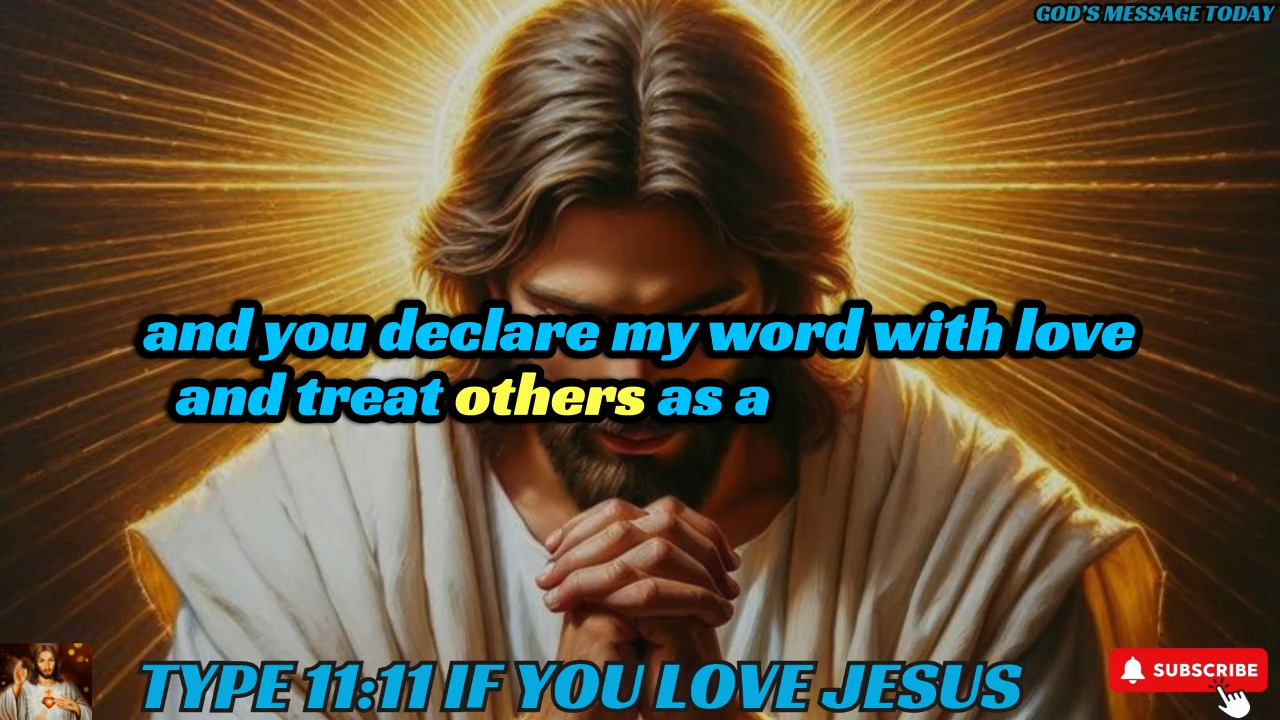 GOD'S MESSAGE TODAY
and you declare my word with love
and treat others as a
TYPE 11:11 IF YOU LOVE JESUS
SUBSCRIBE